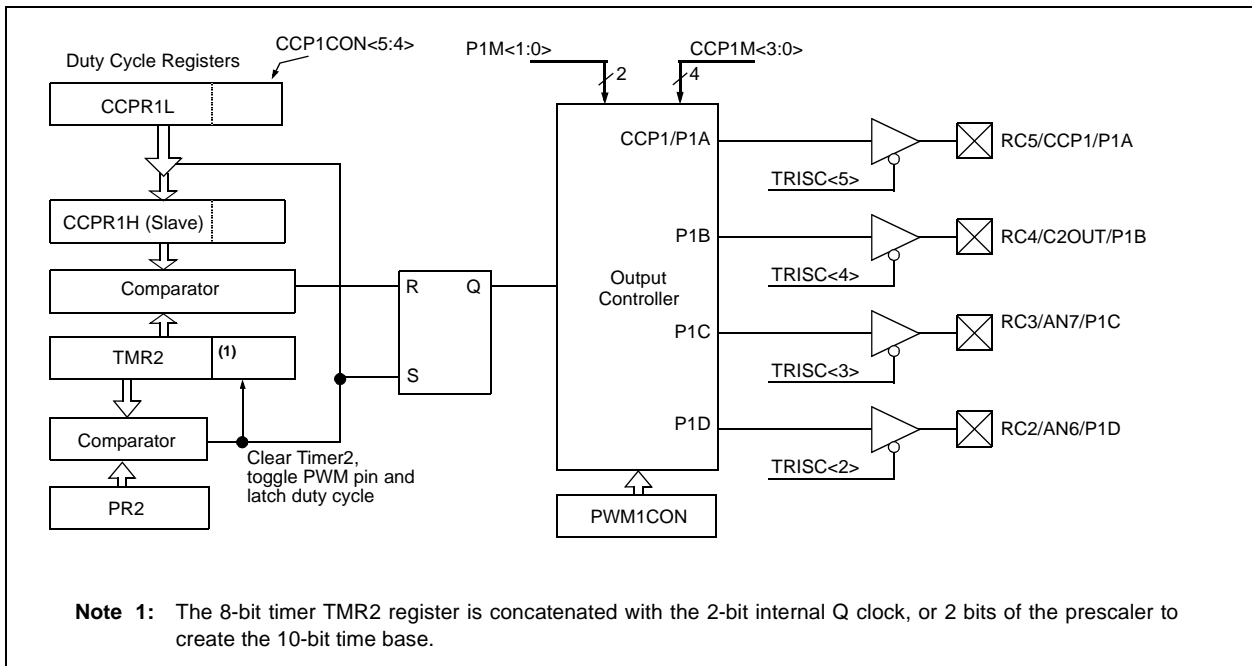 CCP1CON<5:4>
Duty Cycle Registers
CCPR1L
CCPR1H (Slave)
Comparator
TMR2
(1)
Comparator
PR2
Clear Timer2,
toggle PWM pin and
latch duty cycle
R
Q
S
P1M<1:0>
2
CCP1M<3:0>
4
CCP1/P1A
P1B
Output
Controller
P1C
P1D
PWM1CON
TRISC<5>
RC5/CCP1/P1A
TRISC<4>
RC4/C2OUT/P1B
TRISC<3>
RC3/AN7/P1C
TRISC<2>
RC2/AN6/P1D
Note 1: The 8-bit timer TMR2 register is concatenated with the 2-bit internal Q clock, or 2 bits of the prescaler to
create the 10-bit time base.